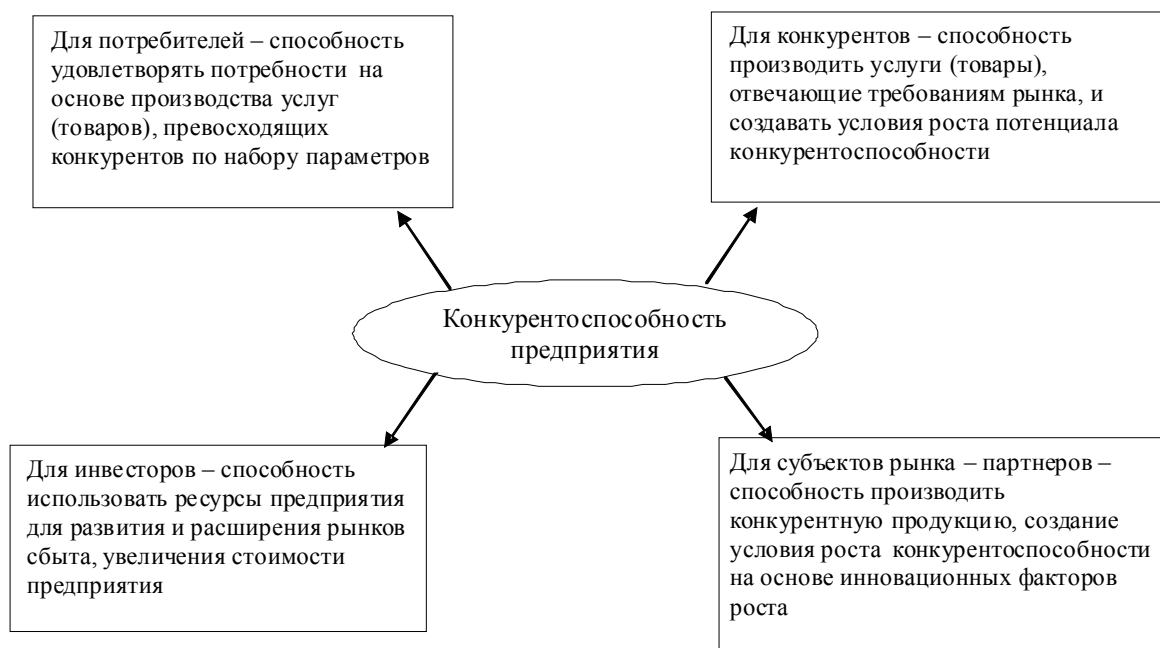 Для потребителей – способность
удовлетворять потребности на
основе производства услуг
(товаров), превосходящих
конкурентов по набору параметров
Для конкурентов – способность
производить услуги (товары),
отвечающие требованиям рынка, и
создавать условия роста потенциала
конкурентоспособности
Конкурентоспособность
предприятия
Для инвесторов – способность
использовать ресурсы предприятия
для развития и расширения рынков
сбыта, увеличения стоимости
предприятия
Для субъектов рынка – партнеров –
способность производить
конкурентную продукцию, создание
условия роста конкурентоспособности
на основе инновационных факторов
роста